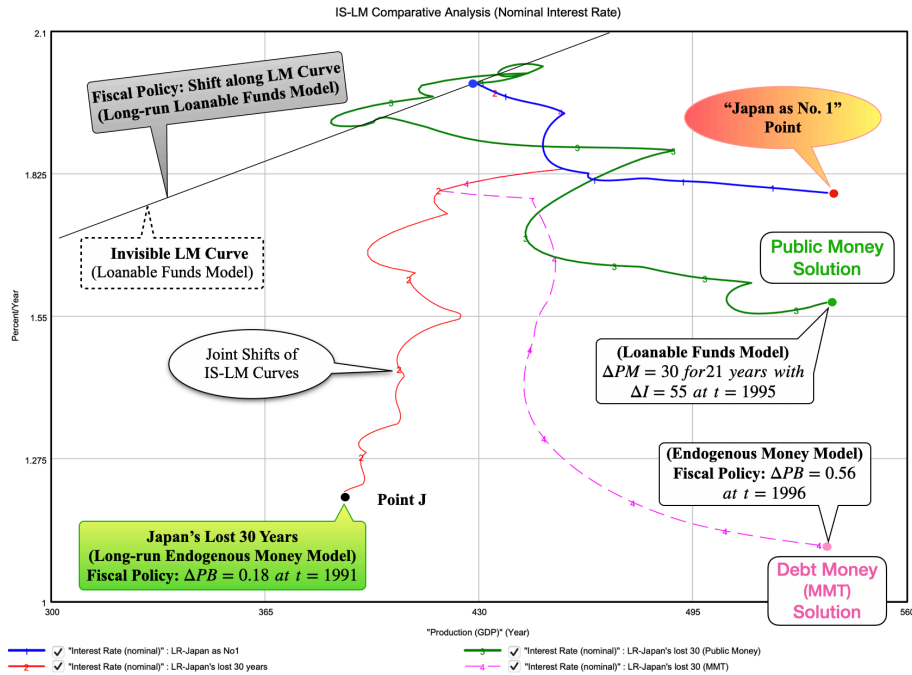 IS-LM Comparative Analysis (Nominal Interest Rate)
2.1
Fiscal Policy: Shift along LM Curve
(Long-run Loanable Funds Model)
“Japan as No. 1”
Point
1.825
Invisible LM Curve
(Loanable Funds Model)
Public Money
Solution
Percent/Year
1.55
Joint Shifts of
IS-LM Curves
(Loanable Funds Model)
ΔPM = 30 for21 years with
ΔI = 55 at t = 1995
1.275
(Endogenous Money Model)
Fiscal Policy: ΔPB = 0.56
at t = 1996
Point J
Japan’s Lost 30 Years
(Long-run Endogenous Money Model)
Fiscal Policy: ΔPB = 0.18 at t = 1991
Debt Money
(MMT)
Solution
1
300 365 430 495 560
"Production (GDP)" (Year)
1 "Interest Rate (nominal)" : LR-Japan as No1
2 "Interest Rate (nominal)" : LR-Japan's lost 30 years
3 "Interest Rate (nominal)" : LR-Japan's lost 30 (Public Money)
4 "Interest Rate (nominal)" : LR-Japan's lost 30 (MMT)